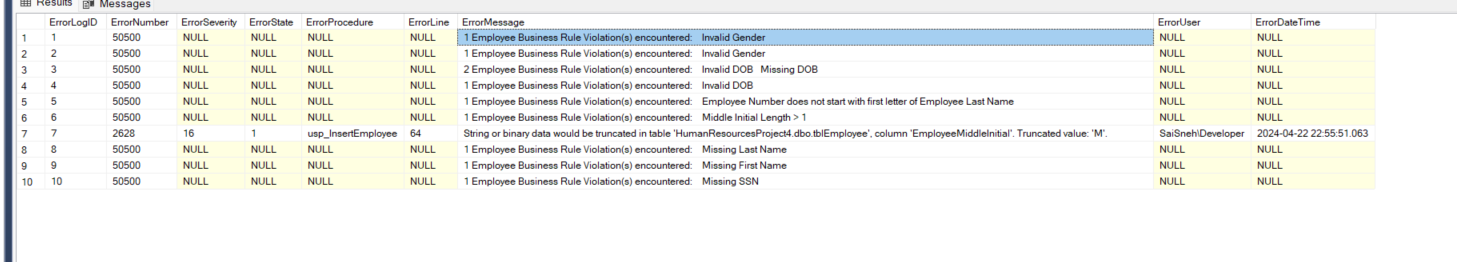 Results Messages
ErrorLogID ErrorNumber ErrorSeverity ErrorState ErrorProcedure ErrorLine ErrorMessage ErrorUser ErrorDateTime
1 1 50500 NULL NULL NULL NULL 1 Employee Business Rule Violation(s) encountered: Invalid Gender NULL NULL
2 2 50500 NULL NULL NULL NULL 1 Employee Business Rule Violation(s) encountered: Invalid Gender NULL NULL
3 3 50500 NULL NULL NULL NULL 2 Employee Business Rule Violation(s) encountered: Invalid DOB Missing DOB NULL NULL
4 4 50500 NULL NULL NULL NULL 1 Employee Business Rule Violation(s) encountered: Invalid DOB NULL NULL
5 5 50500 NULL NULL NULL NULL 1 Employee Business Rule Violation(s) encountered: Employee Number does not start with first letter of Employee Last Name NULL NULL
6 6 50500 NULL NULL NULL NULL 1 Employee Business Rule Violation(s) encountered: Middle Initial Length > 1 NULL NULL
7 7 2628 16 1 usp_InsertEmployee 64 String or binary data would be truncated in table 'HumanResourcesProject4.dbo.tblEmployee', column 'EmployeeMiddleInitial'. Truncated value: 'M'. SaiSneh\Developer 2024-04-22 22:55:51.063
8 8 50500 NULL NULL NULL NULL 1 Employee Business Rule Violation(s) encountered: Missing Last Name NULL NULL
9 9 50500 NULL NULL NULL NULL 1 Employee Business Rule Violation(s) encountered: Missing First Name NULL NULL
10 10 50500 NULL NULL NULL NULL 1 Employee Business Rule Violation(s) encountered: Missing SSN NULL NULL